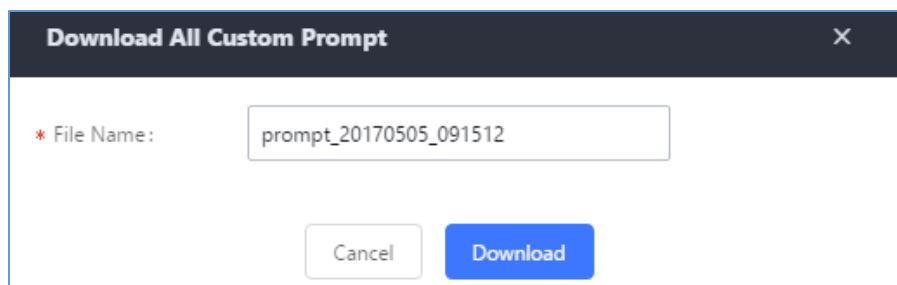 Download All Custom Prompt ×
* File Name: prompt_20170505_091512
Cancel Download